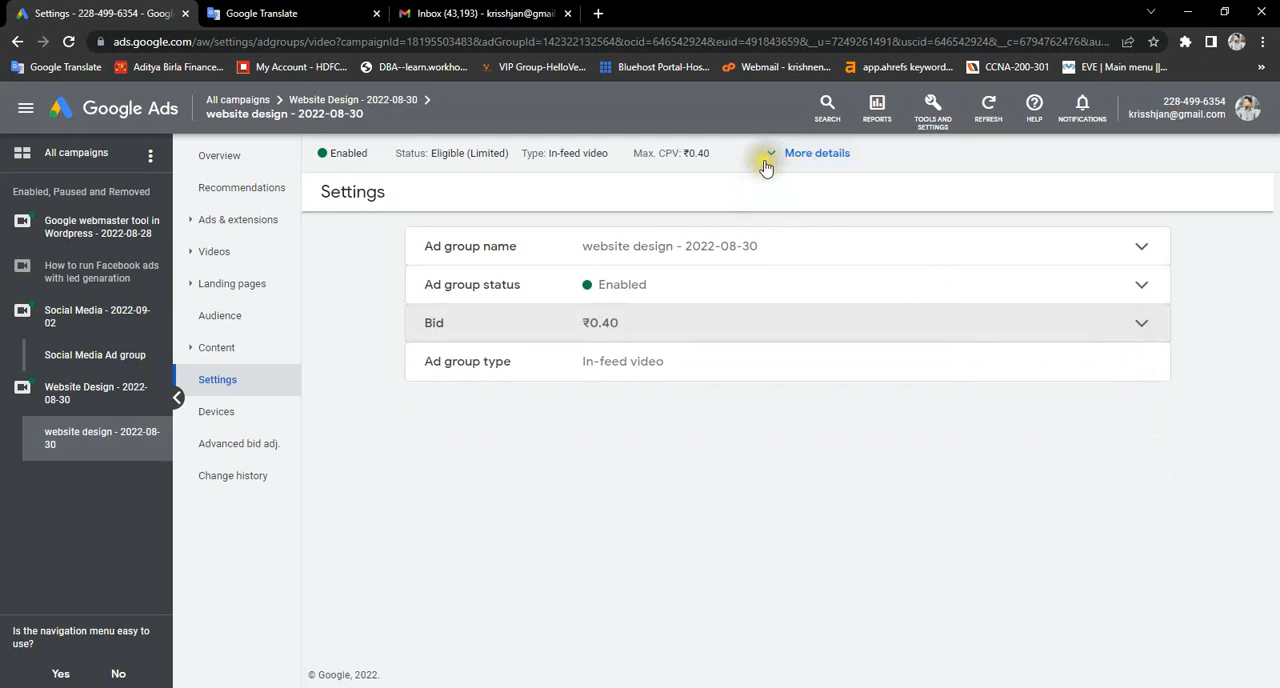 Settings - 228-499-6354 - Googl
Google Translate
Inbox (43,193) - krisshjan@gmai
ads.google.com/aw/settings/adgroups/video?campaignId=18195503483&adGroupId=142322132564&ocid=646542924&euid=491843659&__u=7249261491&uscid=646542924&__c=6794762476&au...
Google Translate
Aditya Birla Finance...
My Account - HDFC...
DBA--learn.workho...
VIP Group-HelloVe...
Bluehost Portal-Hos...
Webmail - krishnen...
app.ahrefs keyword...
CCNA-200-301
EVE | Main menu ||...
»
Google Ads
All campaigns > Website Design - 2022-08-30 >
website design - 2022-08-30
SEARCH
REPORTS
TOOLS AND
SETTINGS
REFRESH
HELP
NOTIFICATIONS
228-499-6354
krisshjan@gmail.com
All campaigns
Enabled, Paused and Removed
Google webmaster tool in
Wordpress - 2022-08-28
How to run Facebook ads
with led genaration
Social Media - 2022-09-
02
Social Media Ad group
Website Design - 2022-
08-30
website design - 2022-08-
30
Is the navigation menu easy to
use?
Yes
No
Overview
Recommendations
Ads & extensions
Videos
Landing pages
Audience
Content
Settings
Devices
Advanced bid adj.
Change history
Enabled
Status: Eligible (Limited)
Type: In-feed video
Max. CPV: ₹0.40
More details
Settings
Ad group name
website design - 2022-08-30
Ad group status
Enabled
Bid
₹0.40
Ad group type
In-feed video
© Google, 2022.